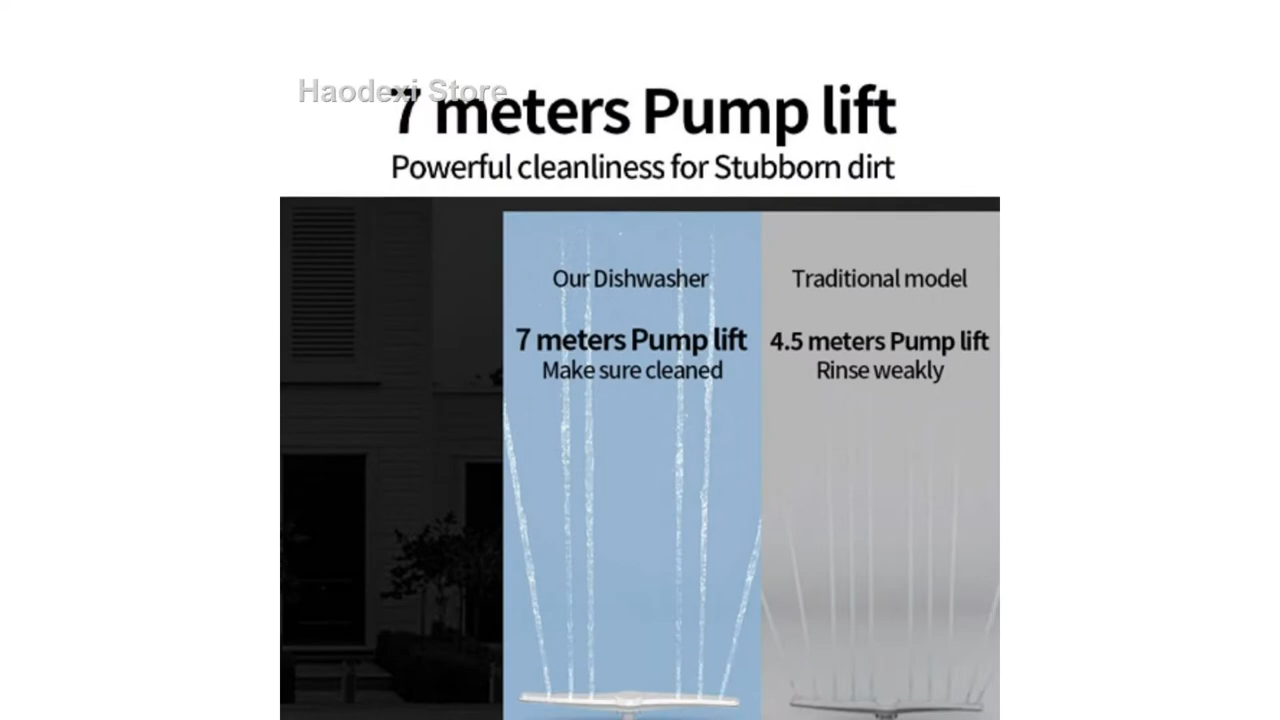 Haodexi Store
7 meters Pump lift
Powerful cleanliness for Stubborn dirt
Our Dishwasher
7 meters Pump lift
Make sure cleaned
Traditional model
4.5 meters Pump lift
Rinse weakly